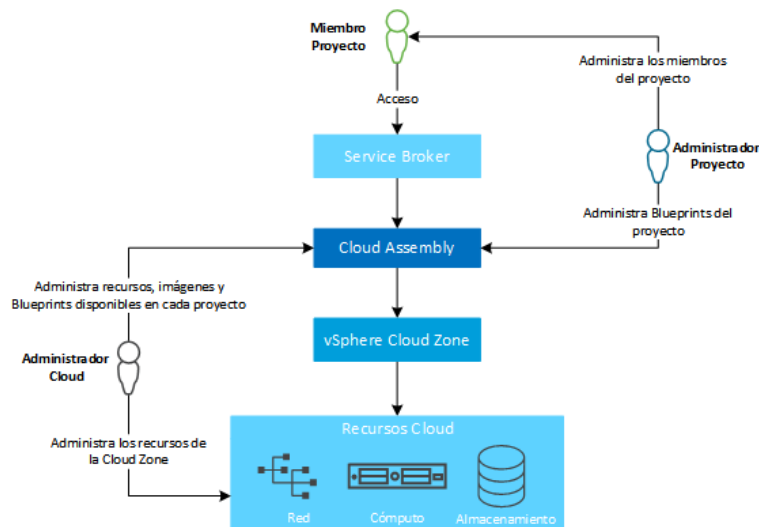 Miembro
Proyecto
Administra los miembros
del proyecto
Acceso
Service Broker
Administrador
Proyecto
Administra Blueprints del
proyecto
Cloud Assembly
Administra recursos, imágenes y
Blueprints disponibles en cada proyecto
vSphere Cloud Zone
Administrador
Cloud
Recursos Cloud
Administra los recursos de
la Cloud Zone
Red
Cómputo
Almacenamiento